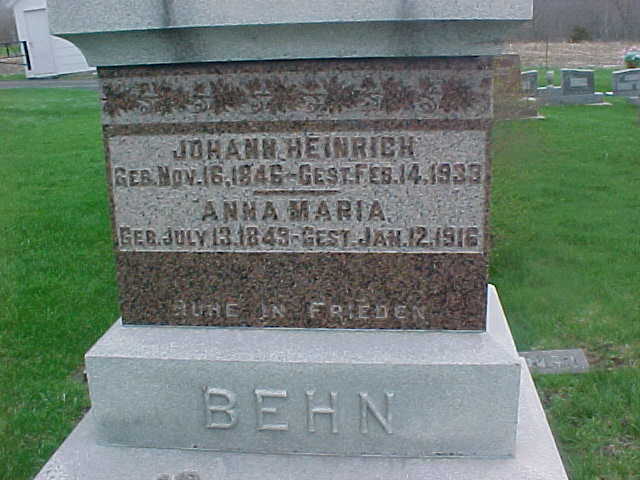 JOHANN HEINRICH
GEB. NOV. 16, 1846 - GEST. FEB. 14, 1933
ANNA MARIA
GEB. JULY 13, 1849 - GEST. JAN. 12, 1916
RUHE IN FRIEDEN
BEHN